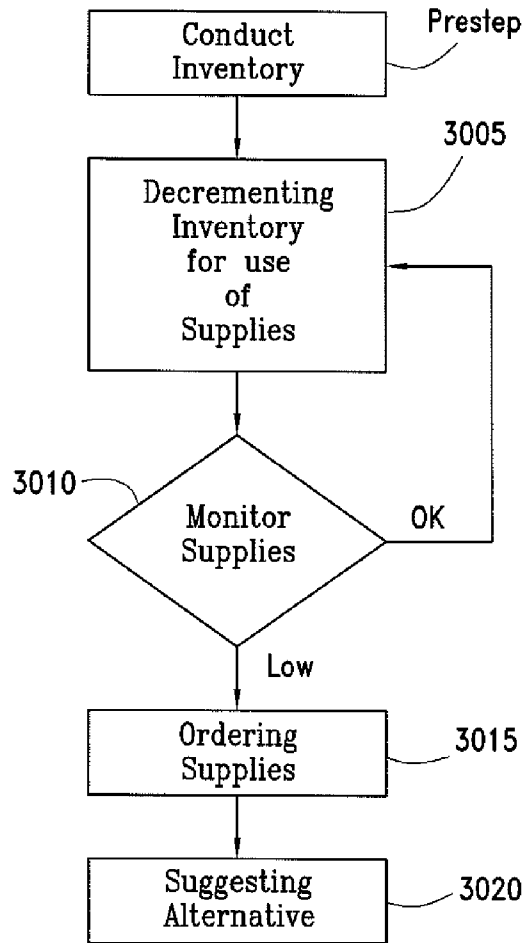 Conduct
Inventory
Prestep
3005
Decrementing
Inventory
for use
of
Supplies
3010
Monitor
Supplies
OK
Low
Ordering
Supplies
3015
Suggesting
Alternative
3020